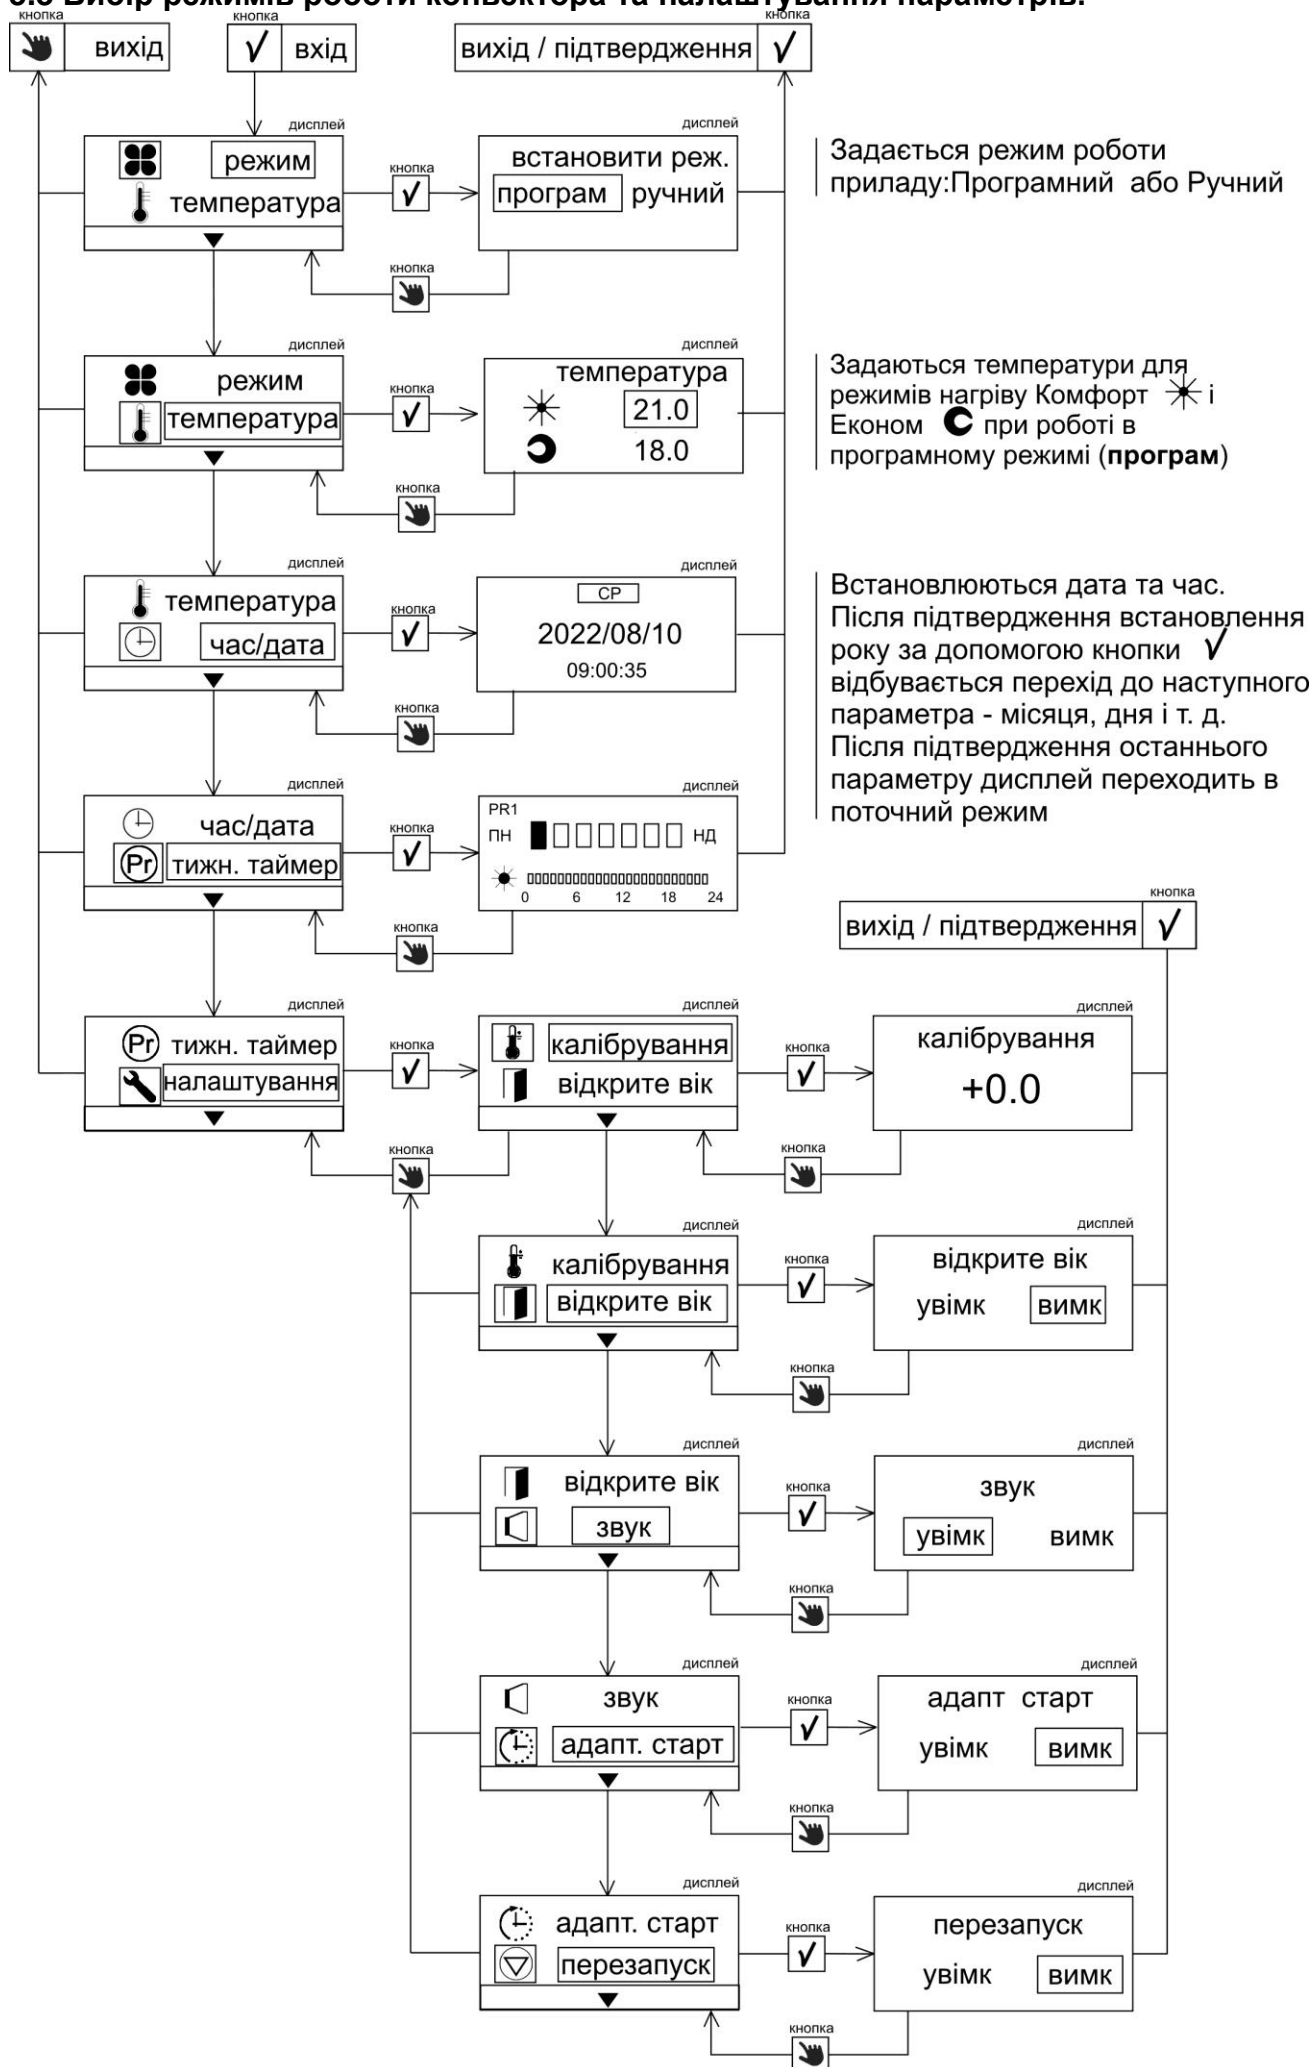 кнопка
кнопка
кнопка
вихід
√ вхід
вихід / підтвердження √
дисплей
дисплей
режим
температура
кнопка
√
встановити реж.
програм ручний
Задається режим роботи
приладу:Програмний або Ручний
кнопка
дисплей
дисплей
режим
температура
кнопка
√
температура
21.0
18.0
Задаються температури для
режимів нагріву Комфорт і
Економ при роботі в
програмному режимі (програм)
кнопка
дисплей
дисплей
температура
час/дата
кнопка
√
CP
2022/08/10
09:00:35
Встановлюються дата та час.
Після підтвердження встановлення
року за допомогою кнопки √
відбувається перехід до наступного
параметра - місяця, дня і т. д.
Після підтвердження останнього
параметру дисплей переходить в
поточний режим
кнопка
дисплей
дисплей
час/дата
Pr тижн. таймер
кнопка
√
PR1
ПН НД
0 6 12 18 24
кнопка
кнопка
вихід / підтвердження √
дисплей
дисплей
дисплей
Pr тижн. таймер
налаштування
кнопка
√
калібрування
відкрите вік
кнопка
√
калібрування
+0.0
кнопка
кнопка
дисплей
дисплей
калібрування
відкрите вік
кнопка
√
відкрите вік
увімк вимк
кнопка
дисплей
дисплей
відкрите вік
звук
кнопка
√
звук
увімк вимк
кнопка
дисплей
дисплей
звук
адапт. старт
кнопка
√
адапт старт
увімк вимк
кнопка
дисплей
дисплей
адапт. старт
перезапуск
кнопка
√
перезапуск
увімк вимк
кнопка